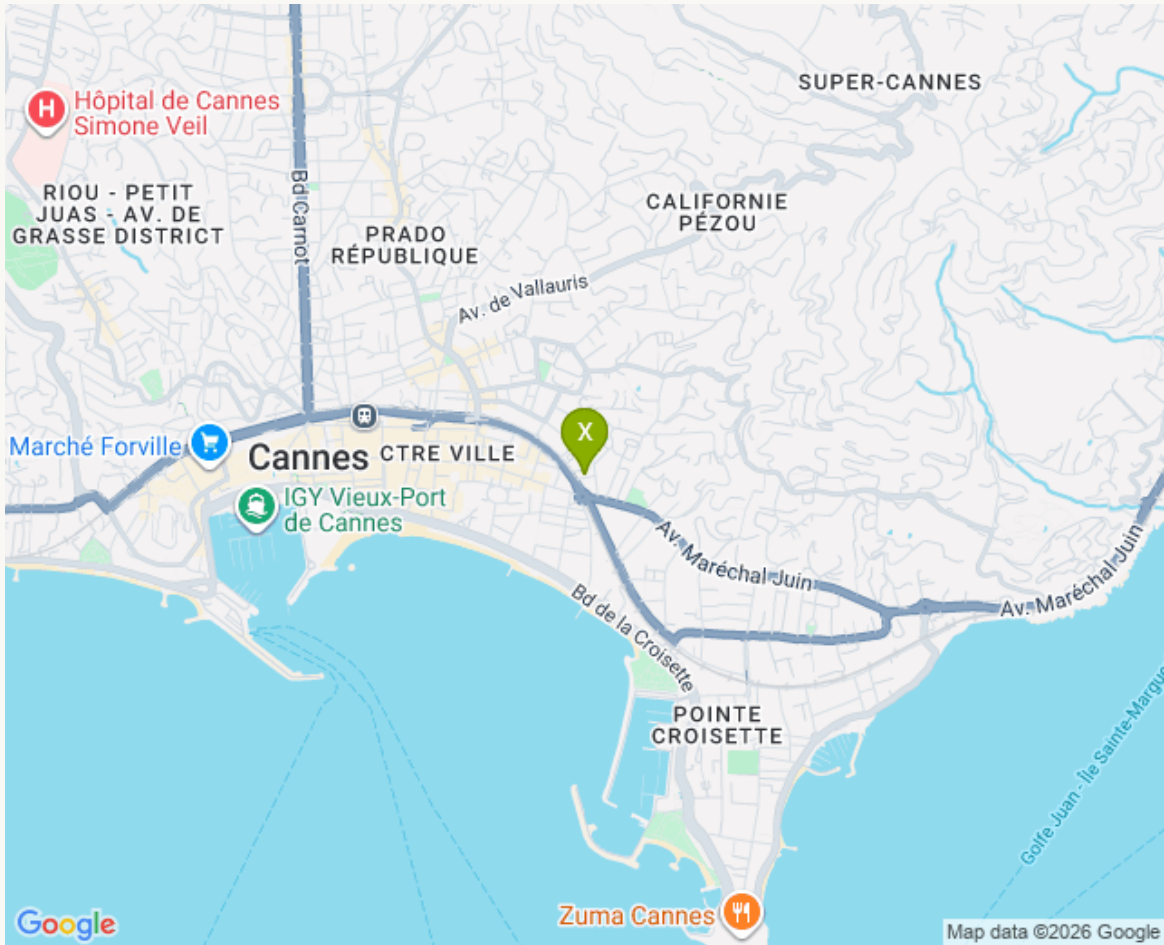 SUPER-CANNES
Hôpital de Cannes
Simone Veil
H
RIOU - PETIT
JUAS - AV. DE
GRASSE DISTRICT
Bd Carnot
CALIFORNIE
PÉZOU
PRADO
RÉPUBLIQUE
Av. de Vallauris
X
Marché Forville
Cannes
CTRE VILLE
IGY Vieux-Port
de Cannes
Av. Maréchal Juin
Av. Maréchal Juin
Bd de la Croisette
POINTE
CROISETTE
Golfe Juan - Île Sainte-Margue
Zuma Cannes
Google
Map data ©2026 Google